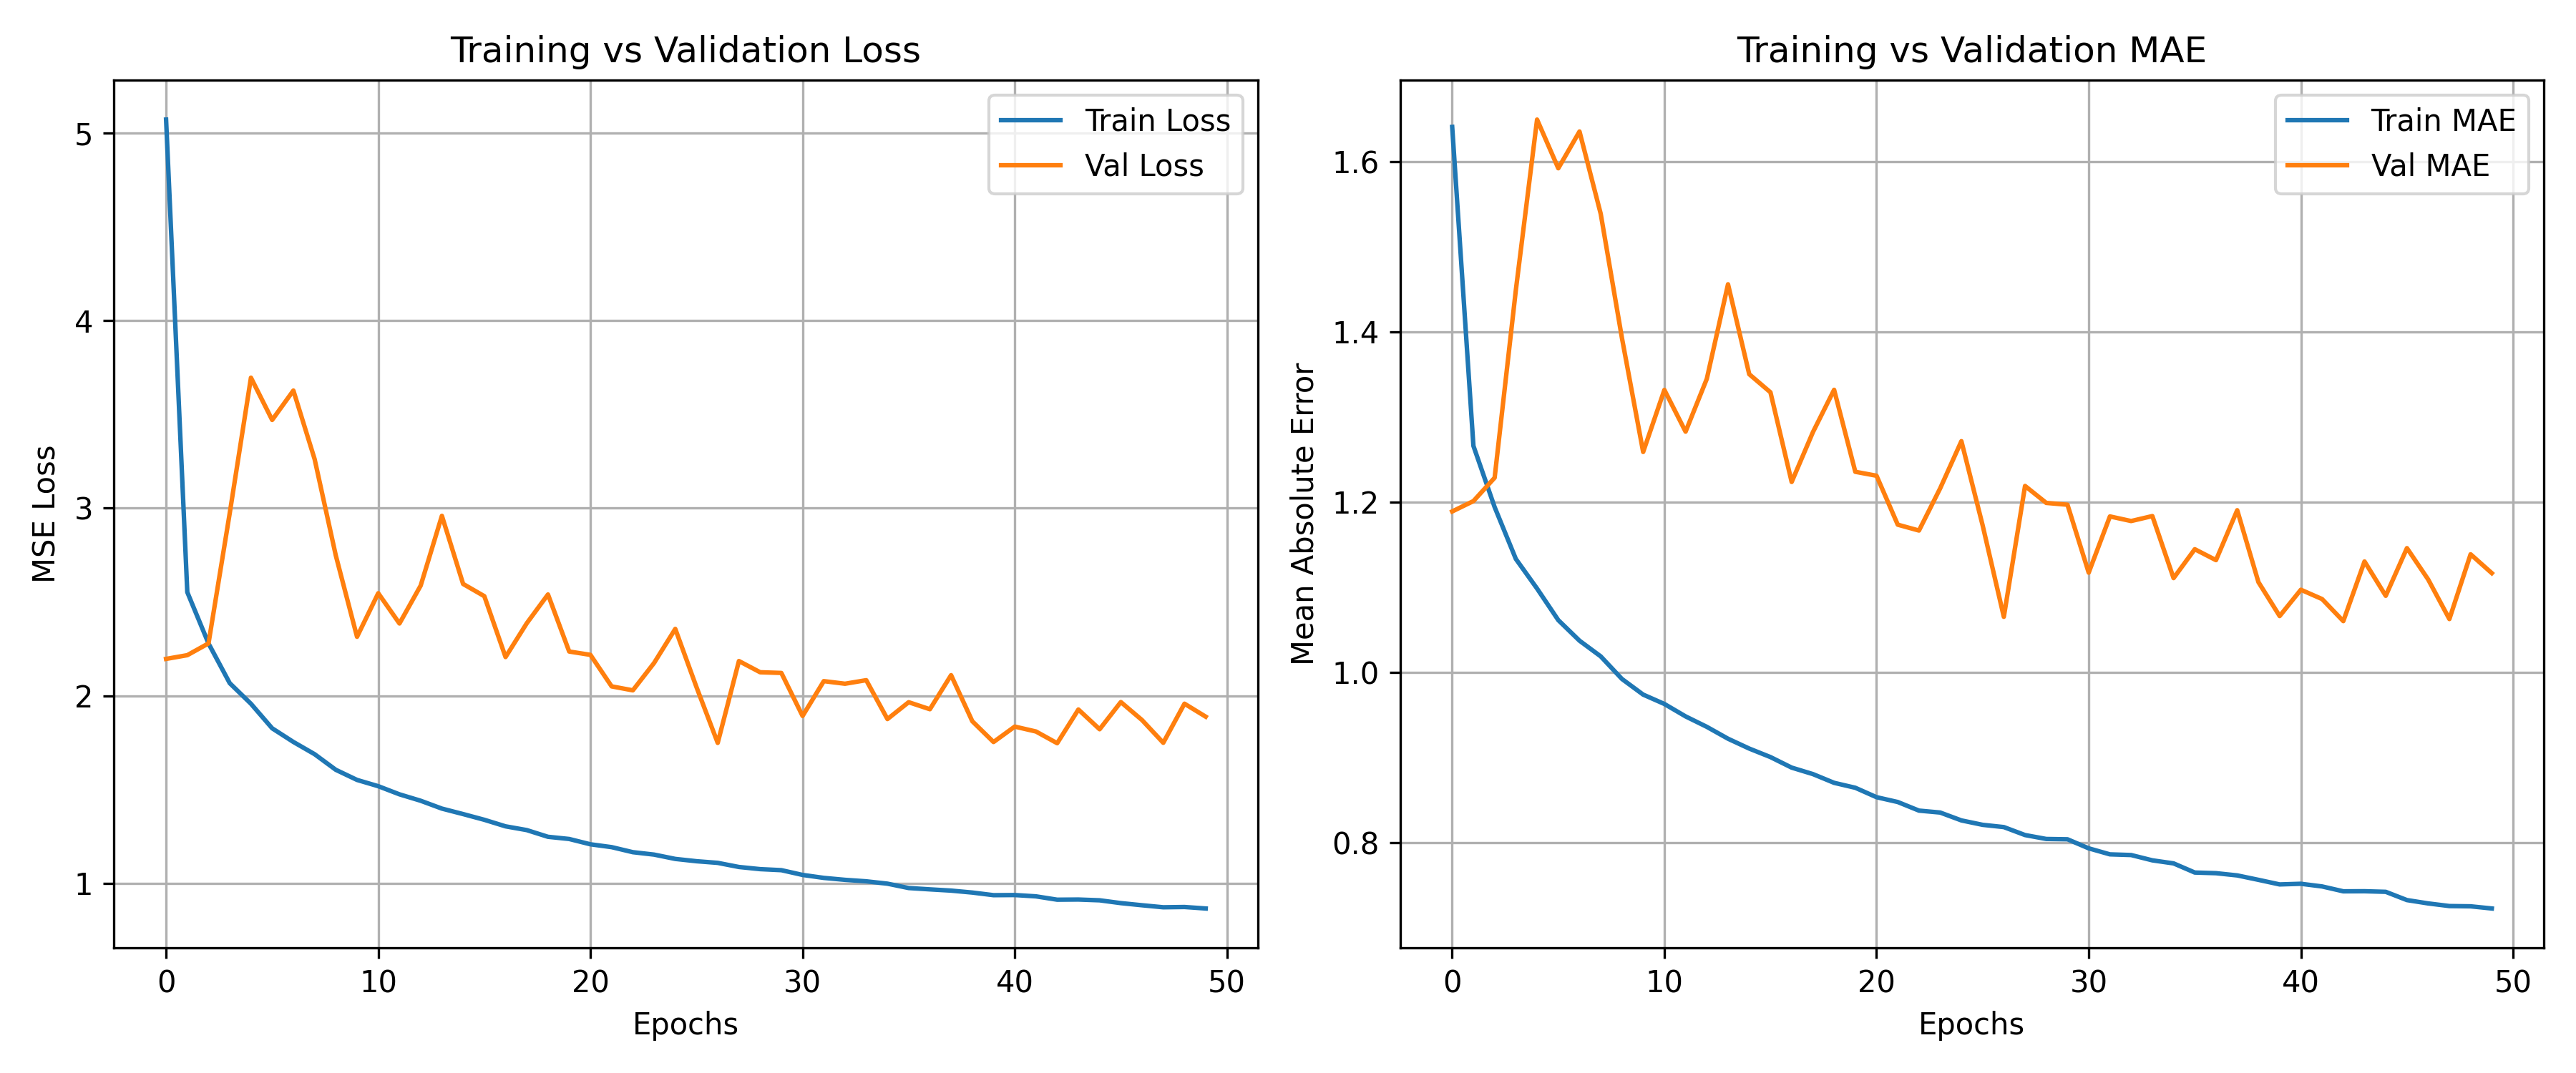 Training vs Validation Loss
Train Loss
Val Loss
MSE Loss
5
4
3
2
1
0 10 20 30 40 50
Epochs
Training vs Validation MAE
Train MAE
Val MAE
Mean Absolute Error
1.6
1.4
1.2
1.0
0.8
0 10 20 30 40 50
Epochs